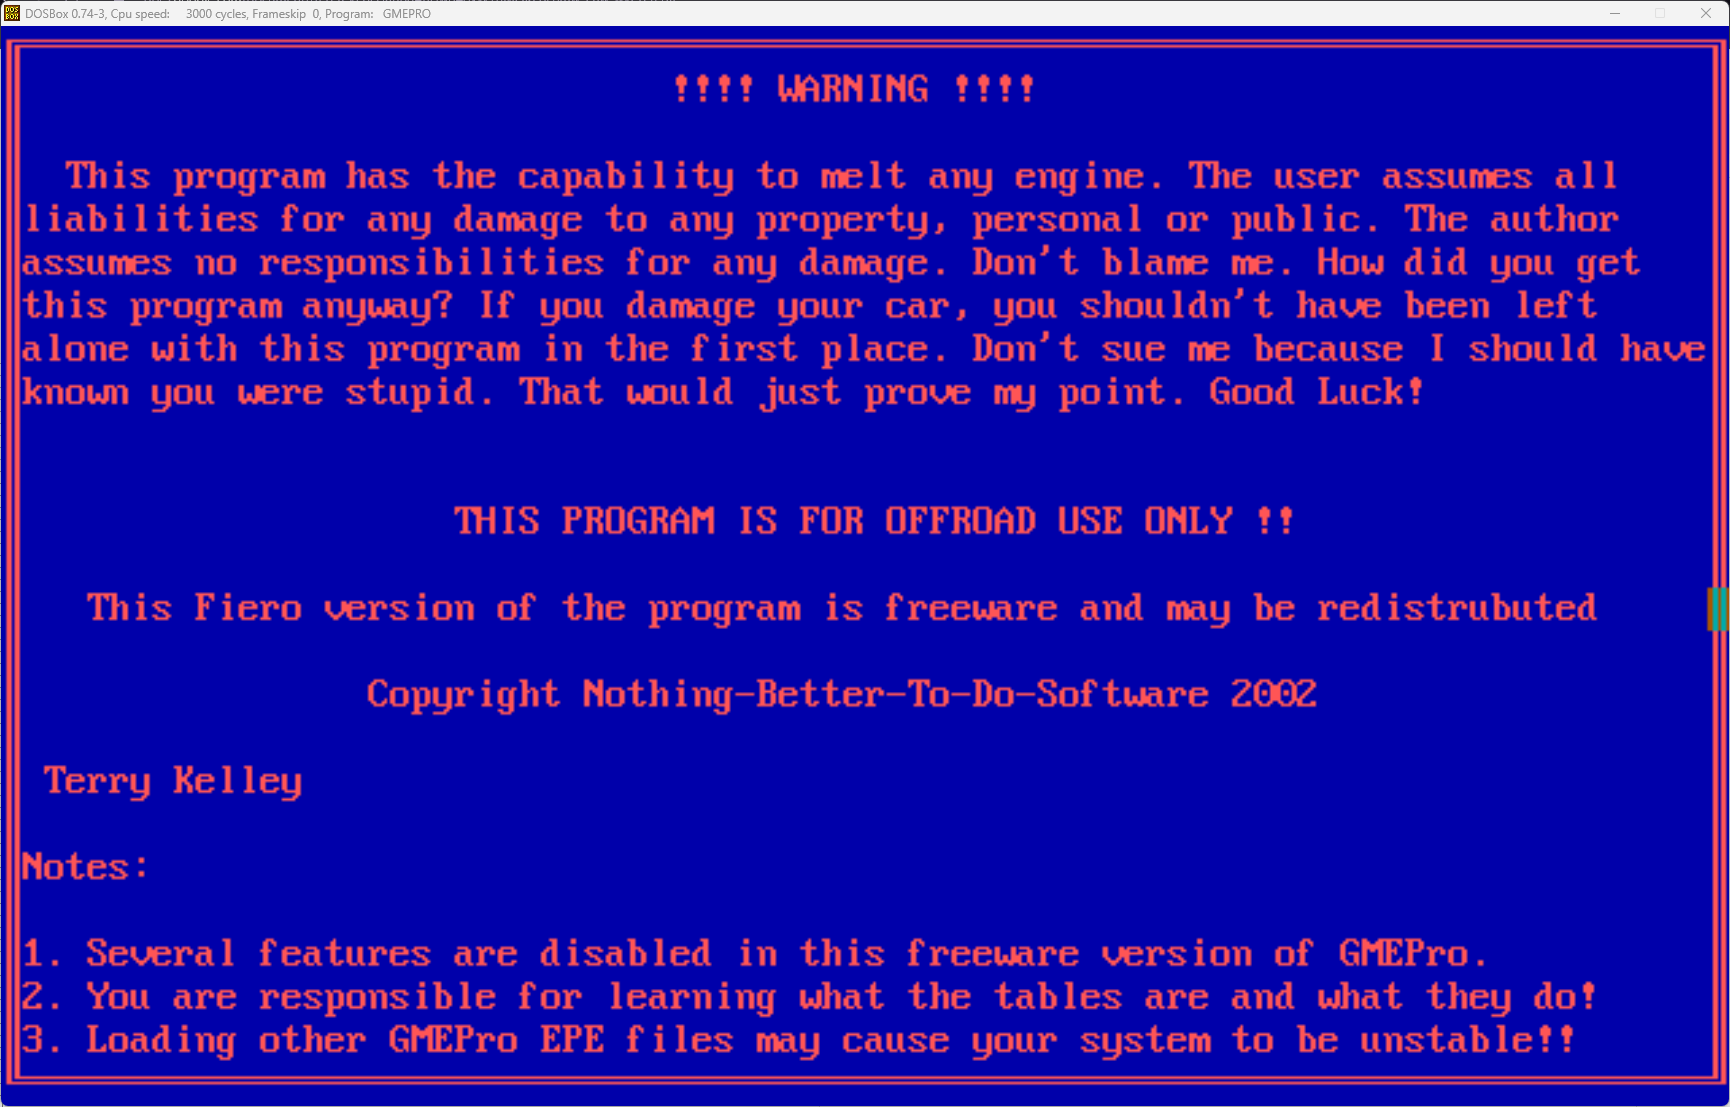 DOSBox 0.74-3, Cpu speed: 3000 cycles, Frameskip 0, Program: GMEPRO
!!!! WARNING !!!!
This program has the capability to melt any engine. The user assumes all
liabilities for any damage to any property, personal or public. The author
assumes no responsibilities for any damage. Don't blame me. How did you get
this program anyway? If you damage your car, you shouldn't have been left
alone with this program in the first place. Don't sue me because I should have
known you were stupid. That would just prove my point. Good Luck!
THIS PROGRAM IS FOR OFFROAD USE ONLY !!
This Fiero version of the program is freeware and may be redistrubuted
Copyright Nothing-Better-To-Do-Software 2002
Terry Kelley
Notes:
1. Several features are disabled in this freeware version of GMEPro.
2. You are responsible for learning what the tables are and what they do!
3. Loading other GMEPro EPE files may cause your system to be unstable!!